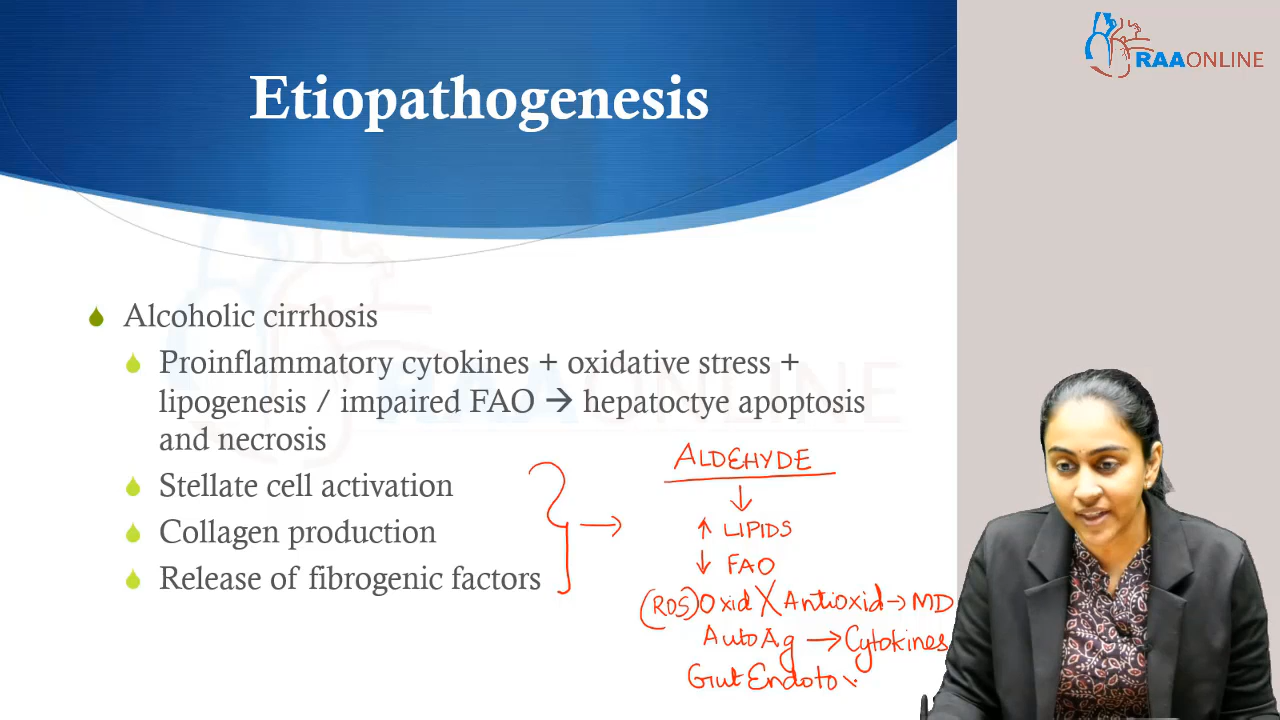 RAAONLINE
Etiopathogenesis
Alcoholic cirrhosis
Proinflammatory cytokines + oxidative stress +
lipogenesis / impaired FAO → hepatoctye apoptosis
and necrosis
Stellate cell activation
Collagen production
Release of fibrogenic factors
ALDEHYDE
↓
↑ LIPIDS
↓ FAO
(ROS) Oxid X Antioxid → MD
Auto Ag → Cytokines
Gut Endoto